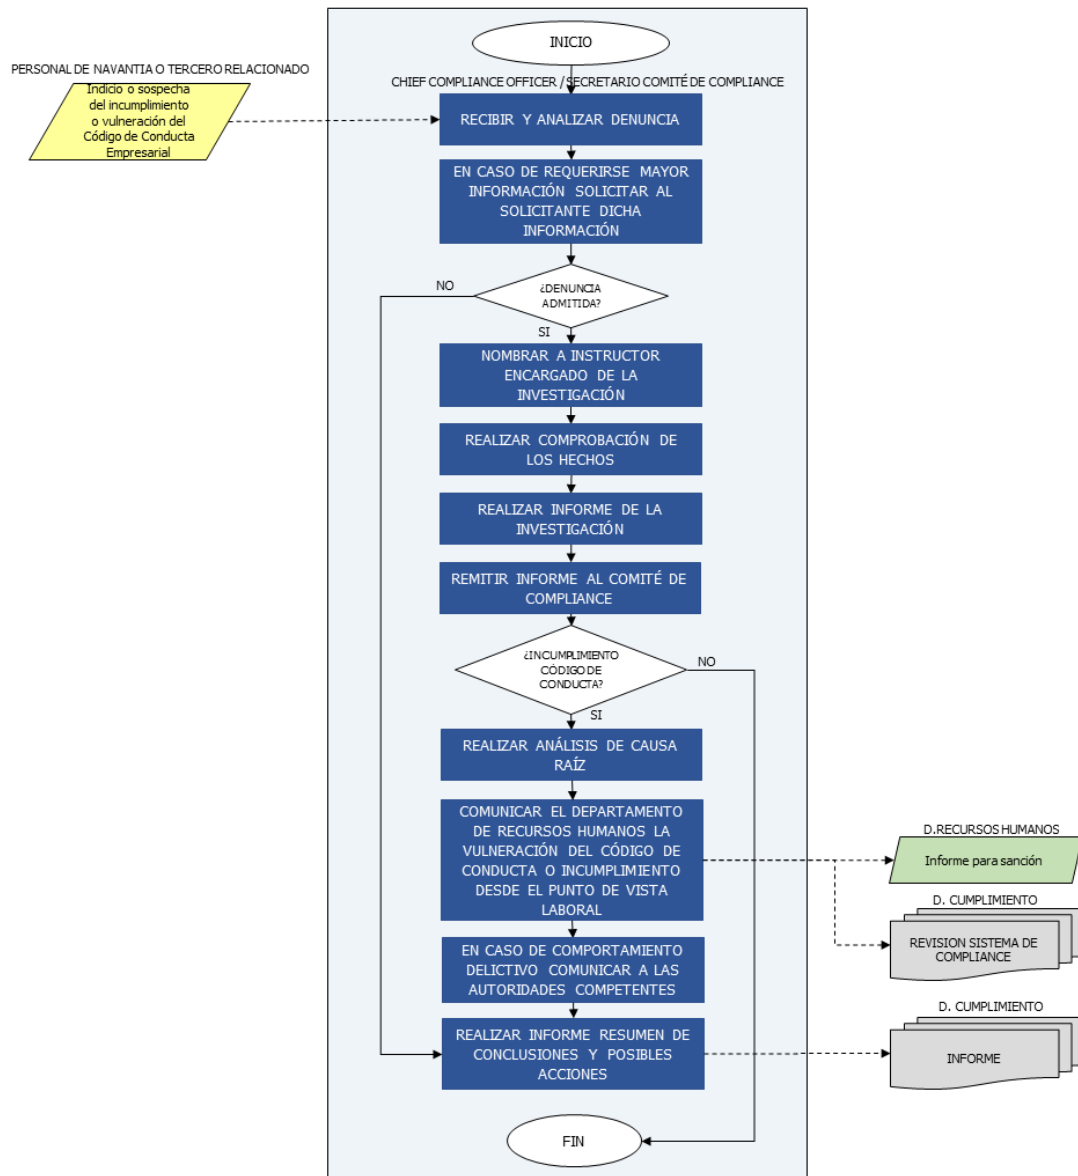 INICIO
PERSONAL DE NAVANTIA O TERCERO RELACIONADO
CHIEF COMPLIANCE OFFICER / SECRETARIO COMITÉ DE COMPLIANCE
Indicio o sospecha
del incumplimiento
o vulneración del
Código de Conducta
Empresarial
RECIBIR Y ANALIZAR DENUNCIA
EN CASO DE REQUERIRSE MAYOR
INFORMACIÓN SOLICITAR AL
SOLICITANTE DICHA
INFORMACIÓN
NO
¿DENUNCIA
ADMITIDA?
SI
NOMBRAR A INSTRUCTOR
ENCARGADO DE LA
INVESTIGACIÓN
REALIZAR COMPROBACIÓN DE
LOS HECHOS
REALIZAR INFORME DE LA
INVESTIGACIÓN
REMITIR INFORME AL COMITÉ DE
COMPLIANCE
¿INCUMPLIMIENTO
CÓDIGO DE
CONDUCTA?
NO
SI
REALIZAR ANÁLISIS DE CAUSA
RAÍZ
COMUNICAR EL DEPARTAMENTO
DE RECURSOS HUMANOS LA
VULNERACIÓN DEL CÓDIGO DE
CONDUCTA O INCUMPLIMIENTO
DESDE EL PUNTO DE VISTA
LABORAL
D.RECURSOS HUMANOS
Informe para sanción
D. CUMPLIMIENTO
REVISION SISTEMA DE
COMPLIANCE
EN CASO DE COMPORTAMIENTO
DELICTIVO COMUNICAR A LAS
AUTORIDADES COMPETENTES
REALIZAR INFORME RESUMEN DE
CONCLUSIONES Y POSIBLES
ACCIONES
D. CUMPLIMIENTO
INFORME
FIN